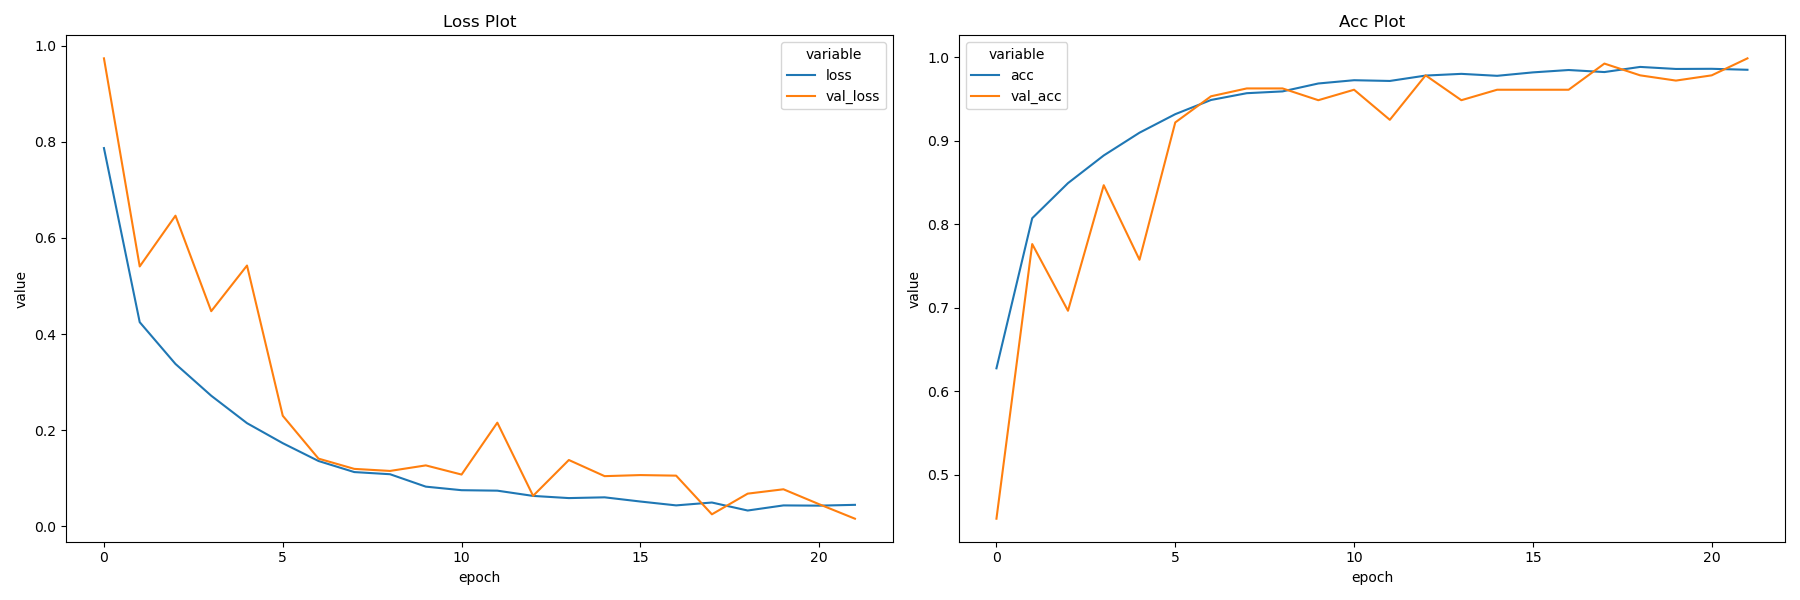 Loss Plot
1.0
0.8
0.6
0.4
0.2
0.0
value
variable
loss
val_loss
0 5 10 15 20
epoch
Acc Plot
1.0
0.9
0.8
0.7
0.6
0.5
value
variable
acc
val_acc
0 5 10 15 20
epoch